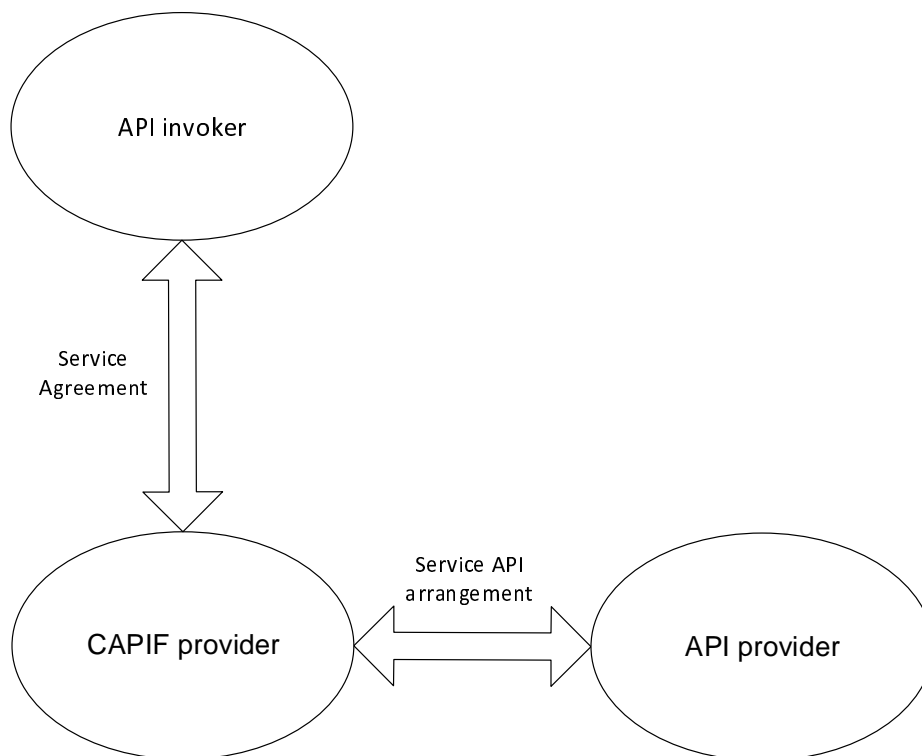 API invoker
Service
Agreement
Service API
arrangement
CAPIF provider
API provider